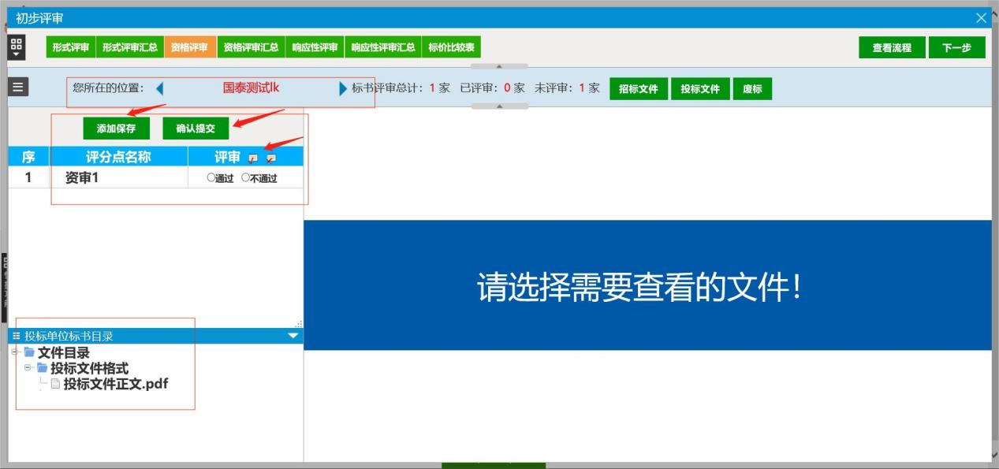 初步评审
形式评审 形式评审汇总 资格评审 资格评审汇总 响应性评审 响应性评审汇总 标价比较表 查看流程 下一步
您所在的位置： 国泰测试lk 标书评审总计：1 家 已评审：0 家 未评审：1 家 招标文件 投标文件 废标
添加保存 确认提交
序 评分点名称 评审
1 资审1 通过 不通过
请选择需要查看的文件！
投标单位标书目录
文件目录
投标文件格式
投标文件正文.pdf